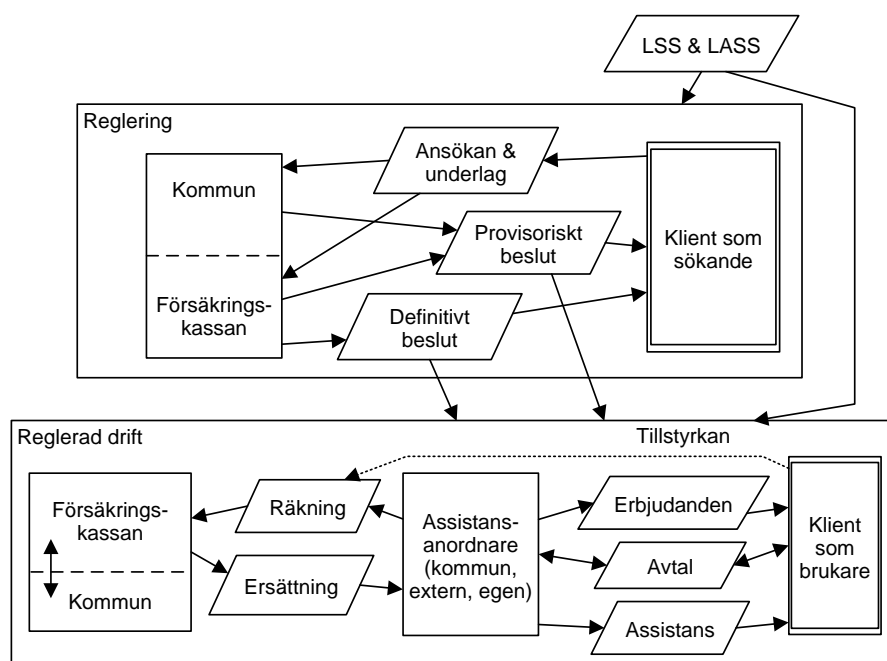 LSS & LASS
Reglering
Ansökan &
underlag
Kommun
Provisoriskt
beslut
Klient som
sökande
Försäkrings-
kassan
Definitivt
beslut
Reglerad drift
Tillstyrkan
Försäkrings-
kassan
Kommun
Räkning
Ersättning
Assistans-
anordnare
(kommun,
extern, egen)
Erbjudanden
Avtal
Assistans
Klient
som
brukare